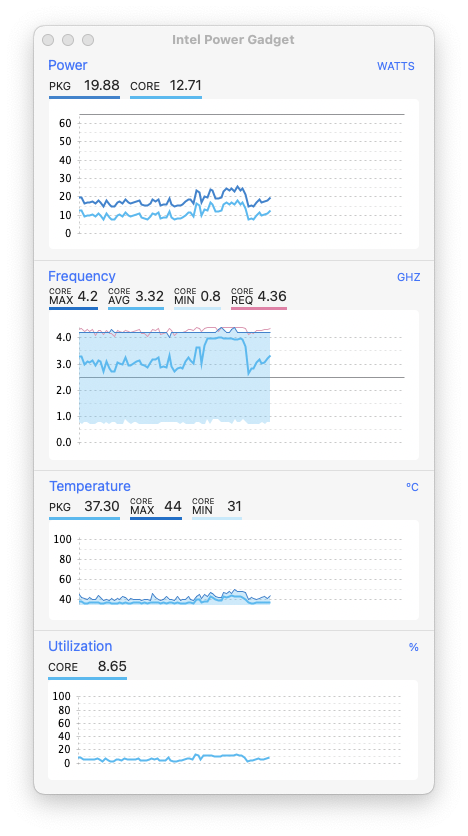 Intel Power Gadget
Power WATTS
PKG 19.88 CORE 12.71
60
50
40
30
20
10
0
Frequency GHZ
CORE MAX 4.2 CORE AVG 3.32 CORE MIN 0.8 CORE REQ 4.36
4.0
3.0
2.0
1.0
0.0
Temperature °C
PKG 37.30 CORE MAX 44 CORE MIN 31
100
80
60
40
Utilization %
CORE 8.65
100
80
60
40
20
0